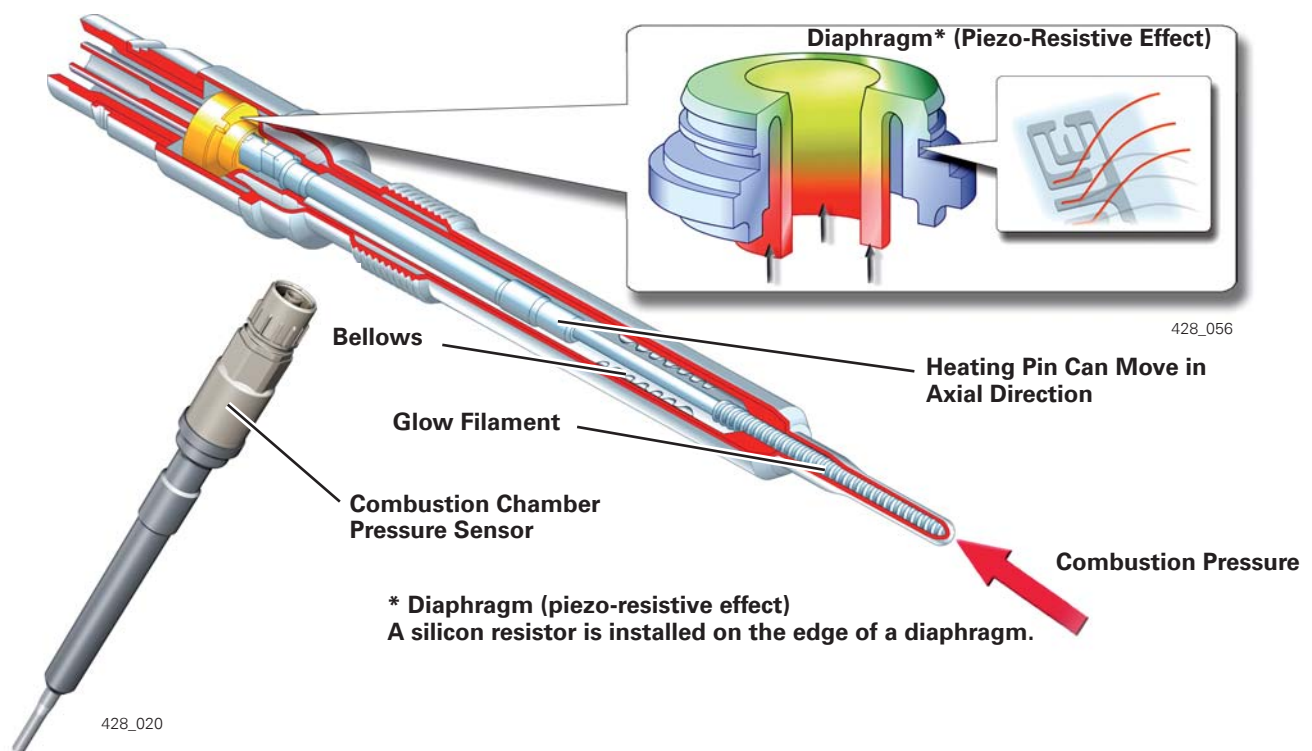 Diaphragm* (Piezo-Resistive Effect)
428_056
Bellows
Heating Pin Can Move in
Axial Direction
Glow Filament
Combustion Chamber
Pressure Sensor
Combustion Pressure
* Diaphragm (piezo-resistive effect)
A silicon resistor is installed on the edge of a diaphragm.
428_020